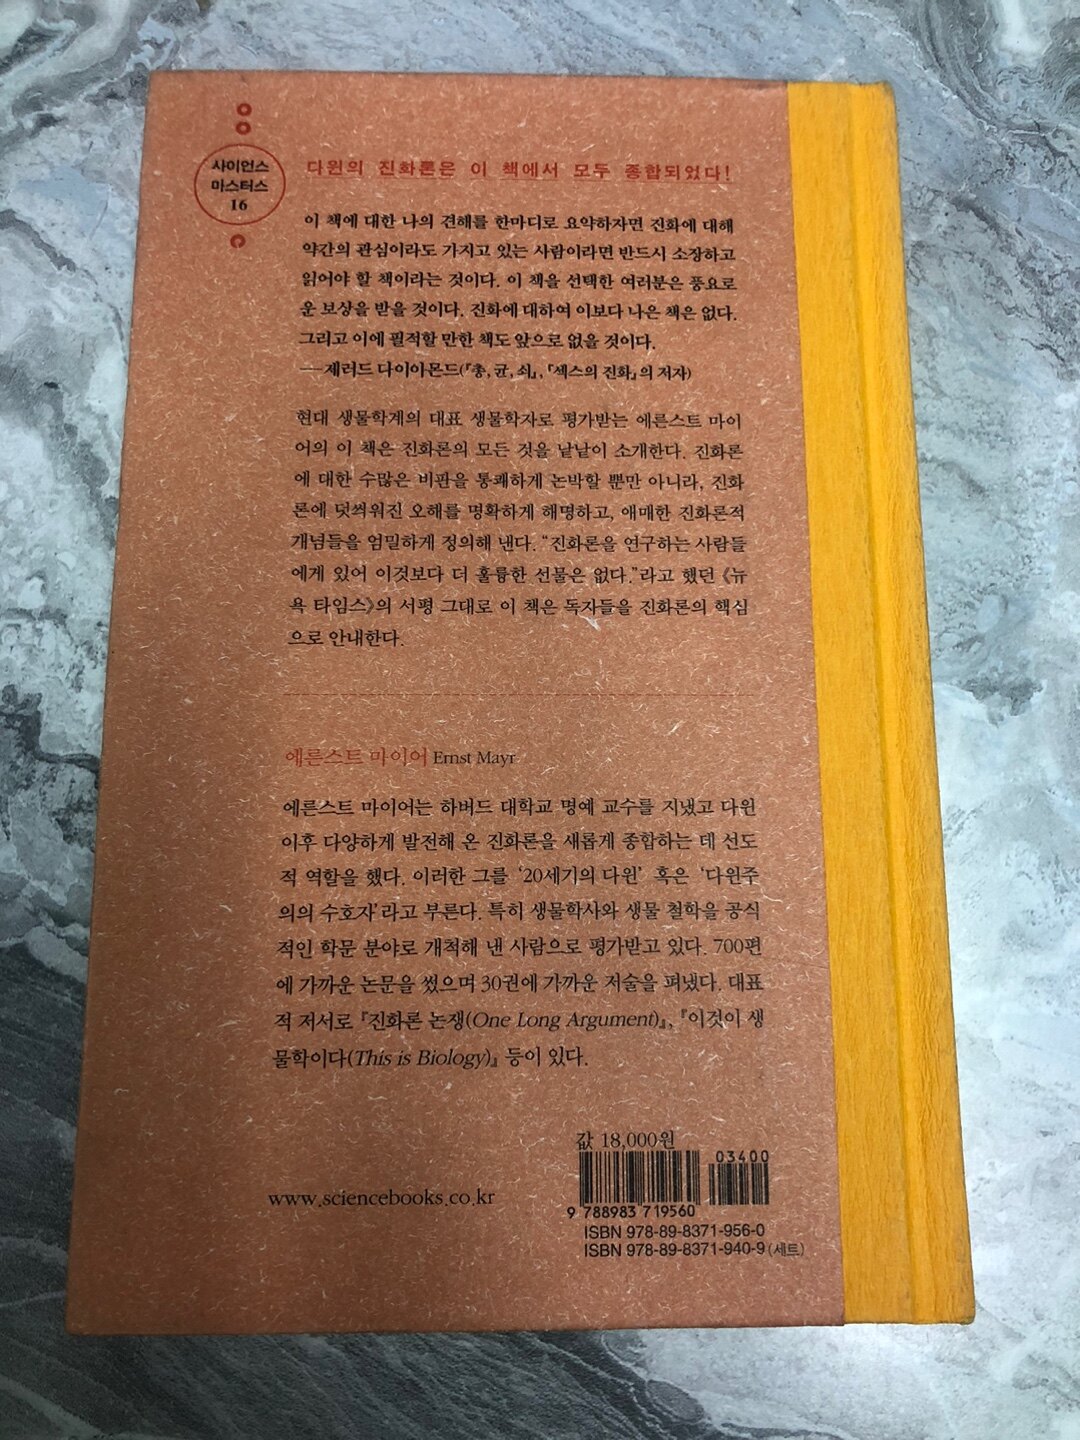 사이언스
마스터스
16
다윈의 진화론은 이 책에서 모두 종합되었다!
이 책에 대한 나의 견해를 한마디로 요약하자면 진화에 대해
약간의 관심이라도 가지고 있는 사람이라면 반드시 소장하고
읽어야 할 책이라는 것이다. 이 책을 선택한 여러분은 풍요로
운 보상을 받을 것이다. 진화에 대하여 이보다 나은 책은 없다.
그리고 이에 필적할 만한 책도 앞으로 없을 것이다.
—제러드 다이아몬드(『총, 균, 쇠』, 『섹스의 진화』의 저자)
현대 생물학계의 대표 생물학자로 평가받는 에른스트 마이
어의 이 책은 진화론의 모든 것을 낱낱이 소개한다. 진화론
에 대한 수많은 비판을 통쾌하게 논박할 뿐만 아니라, 진화
론에 덧씌워진 오해를 명확하게 해명하고, 애매한 진화론적
개념들을 엄밀하게 정의해 낸다. “진화론을 연구하는 사람들
에게 있어 이것보다 더 훌륭한 선물은 없다.”라고 했던 《뉴
욕 타임스》의 서평 그대로 이 책은 독자들을 진화론의 핵심
으로 안내한다.
에른스트 마이어 Ernst Mayr
에른스트 마이어는 하버드 대학교 명예 교수를 지냈고 다윈
이후 다양하게 발전해 온 진화론을 새롭게 종합하는 데 선도
적 역할을 했다. 이러한 그를 ‘20세기의 다윈’ 혹은 ‘다윈주
의의 수호자’라고 부른다. 특히 생물학사와 생물 철학을 공식
적인 학문 분야로 개척해 낸 사람으로 평가받고 있다. 700편
에 가까운 논문을 썼으며 30권에 가까운 저술을 펴냈다. 대표
적 저서로 『진화론 논쟁(One Long Argument)』, 『이것이 생
물학이다(This is Biology)』 등이 있다.
값 18,000원
03400
9 788983 719560
www.sciencebooks.co.kr
ISBN 978-89-8371-956-0
ISBN 978-89-8371-940-9 (세트)